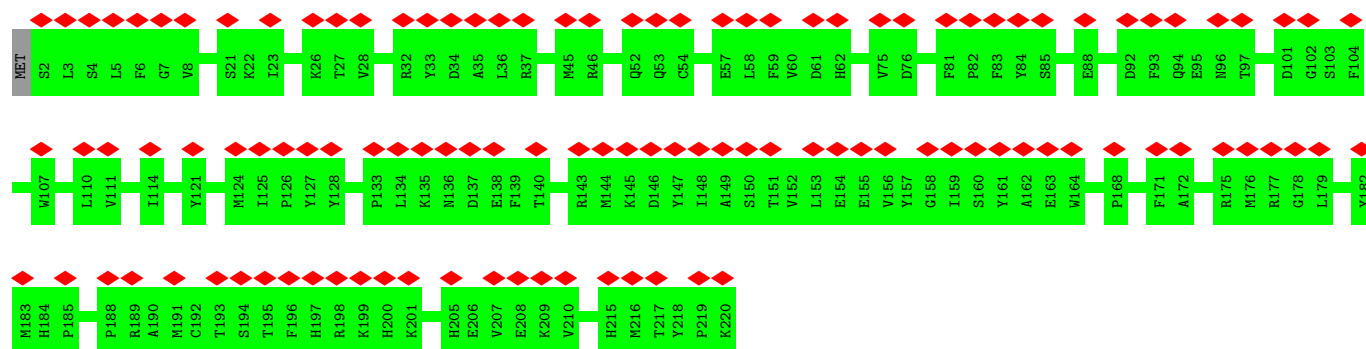 MET S2 L3 S4 L5 F6 G7 V8 S21 K22 I23 K26 T27 V28 R32 Y33 D34 A35 L36 R37 M45 R46 Q52 Q53 C54 E57 L58 F59 V60 D61 H62 V75 D76 F81 P82 F83 Y84 S85 E88 D92 F93 Q94 E95 N96 T97 D101 G102 S103 F104
W107 L110 V111 I114 Y121 M124 I125 P126 Y127 Y128 P133 L134 K135 N136 D137 E138 F139 T140 R143 M144 K145 D146 Y147 I148 A149 S150 T151 V152 L153 E154 E155 V156 Y157 G158 I159 S160 Y161 A162 E163 W164 P168 F171 A172 R175 M176 R177 G178 L179 Y182
M183 H184 P185 P188 R189 A190 M191 C192 T193 S194 T195 F196 H197 R198 K199 H200 K201 H205 E206 V207 E208 K209 V210 H215 M216 T217 Y218 P219 K220